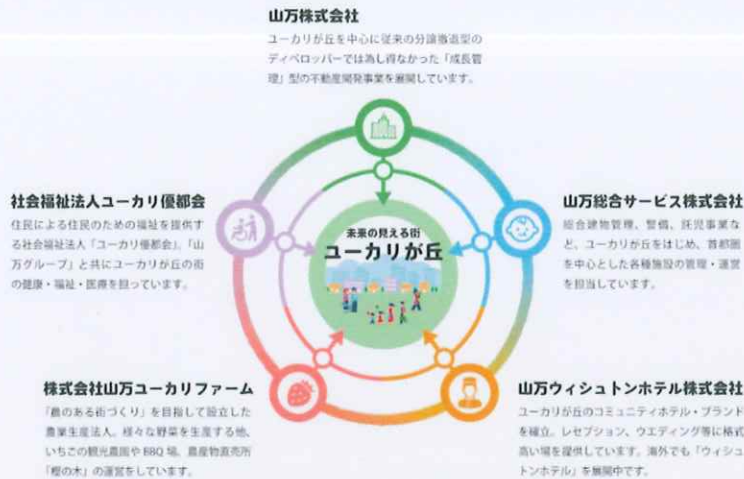 山万株式会社
ユーカリが丘を中心に従来の分譲撤退型の
ディベロッパーでは為し得なかった「成長管
理」型の不動産開発事業を展開しています。
社会福祉法人ユーカリ優都会
住民による住民のための福祉を提供す
る社会福祉法人「ユーカリ優都会」。「山
万グループ」と共にユーカリが丘の街
の健康・福祉・医療を担っています。
山万総合サービス株式会社
総合建物管理、警備、託児事業な
ど、ユーカリが丘をはじめ、首都圏
を中心とした各種施設の管理・運営
を担当しています。
未来の見える街
ユーカリが丘
株式会社山万ユーカリファーム
「農のある街づくり」を目指して設立した
農業生産法人。様々な野菜を生産する他、
いちごの観光農園や BBQ 場、農産物直売所
「樫の木」の運営をしています。
山万ウィシュトンホテル株式会社
ユーカリが丘のコミュニティホテル・ブランド
を確立。レセプション、ウエディング等に格式
高い場を提供しています。海外でも「ウィシュ
トンホテル」を展開中です。